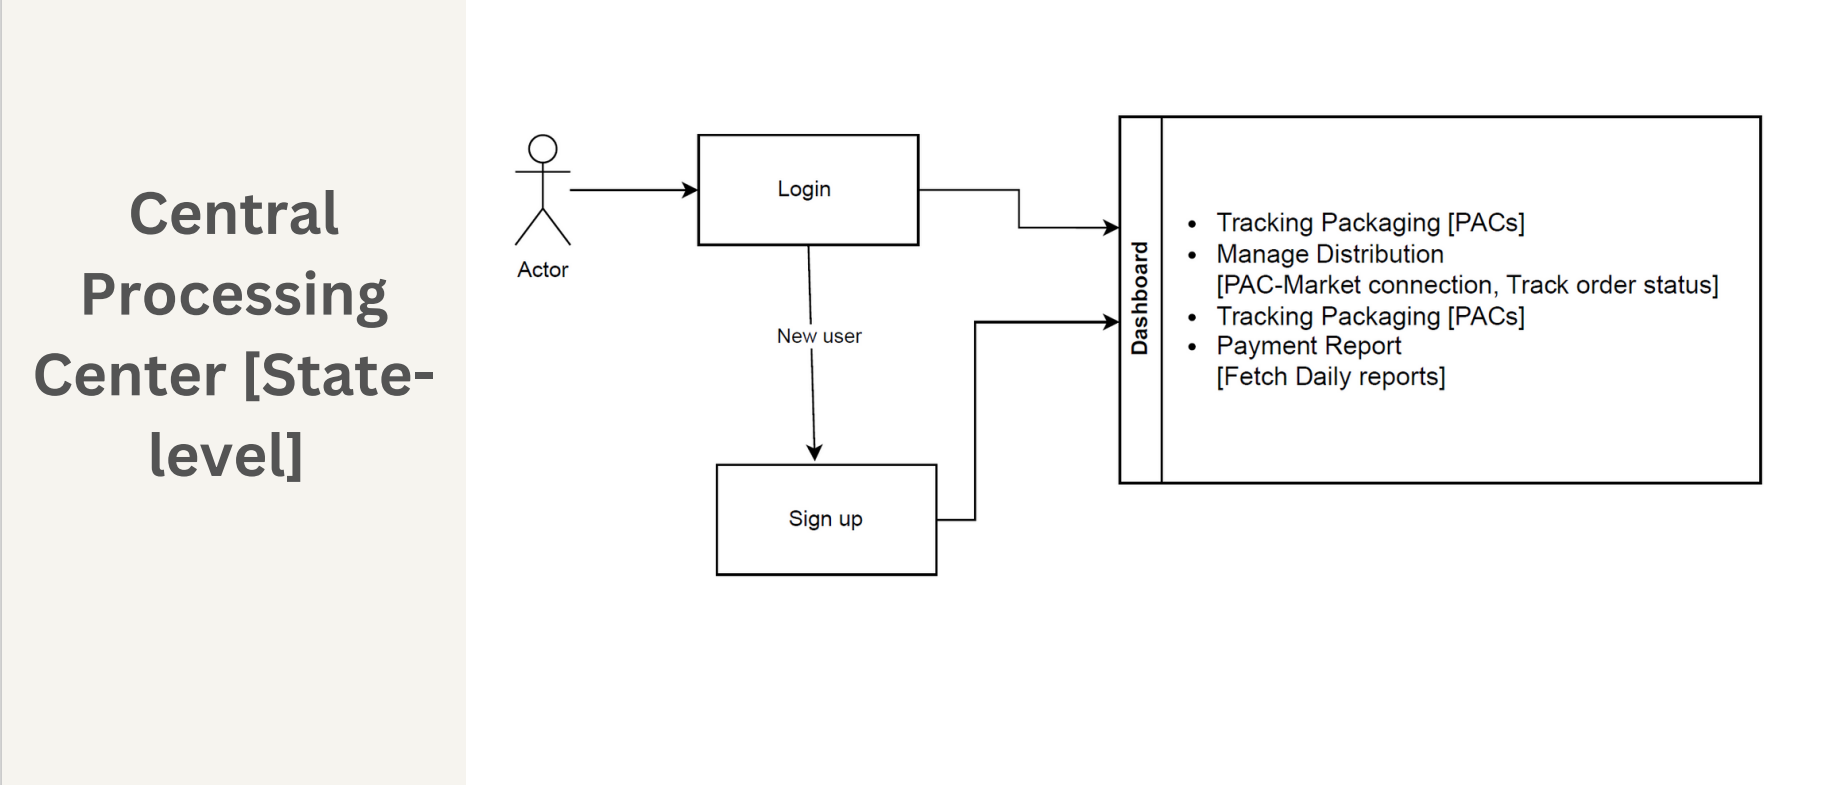 Central
Processing
Center [State-
level]
Actor
Login
New user
Sign up
Dashboard
• Tracking Packaging [PACs]
• Manage Distribution
[PAC-Market connection, Track order status]
• Tracking Packaging [PACs]
• Payment Report
[Fetch Daily reports]